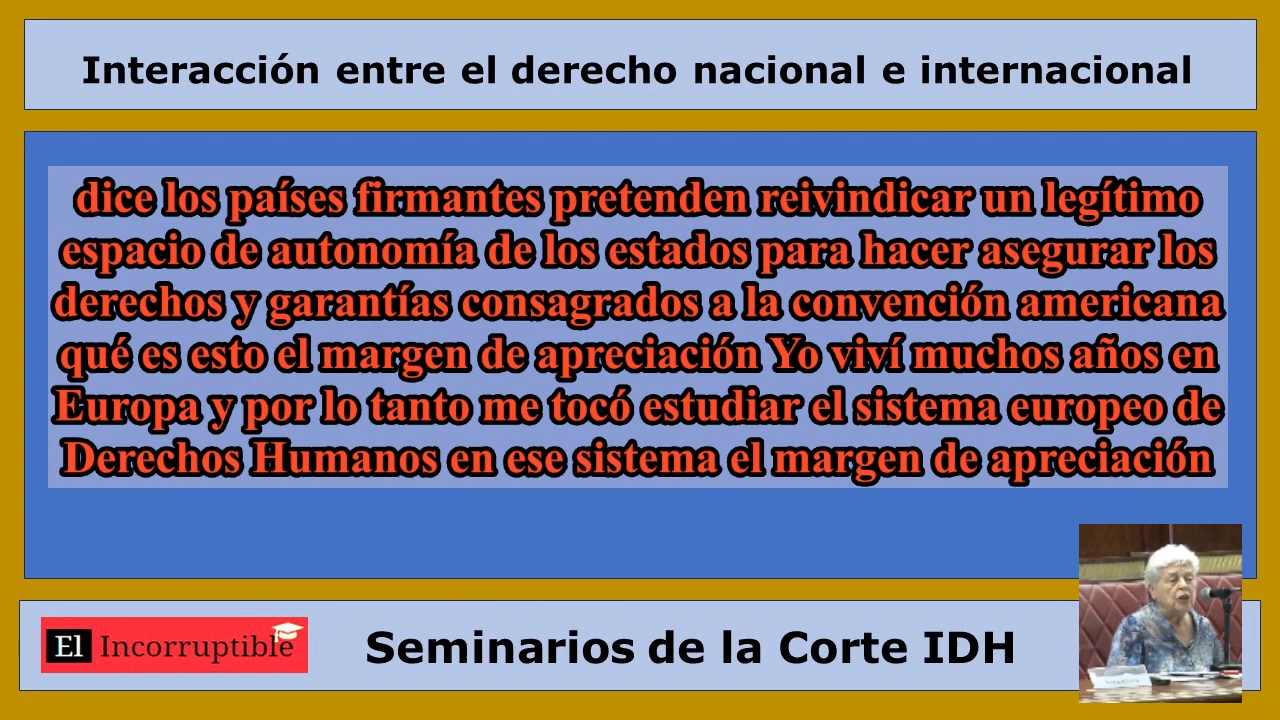 Interacción entre el derecho nacional e internacional
dice los países firmantes pretenden reivindicar un legítimo
espacio de autonomía de los estados para hacer asegurar los
derechos y garantías consagrados a la convención americana
qué es esto el margen de apreciación Yo viví muchos años en
Europa y por lo tanto me tocó estudiar el sistema europeo de
Derechos Humanos en ese sistema el margen de apreciación
El Incorruptible
Seminarios de la Corte IDH